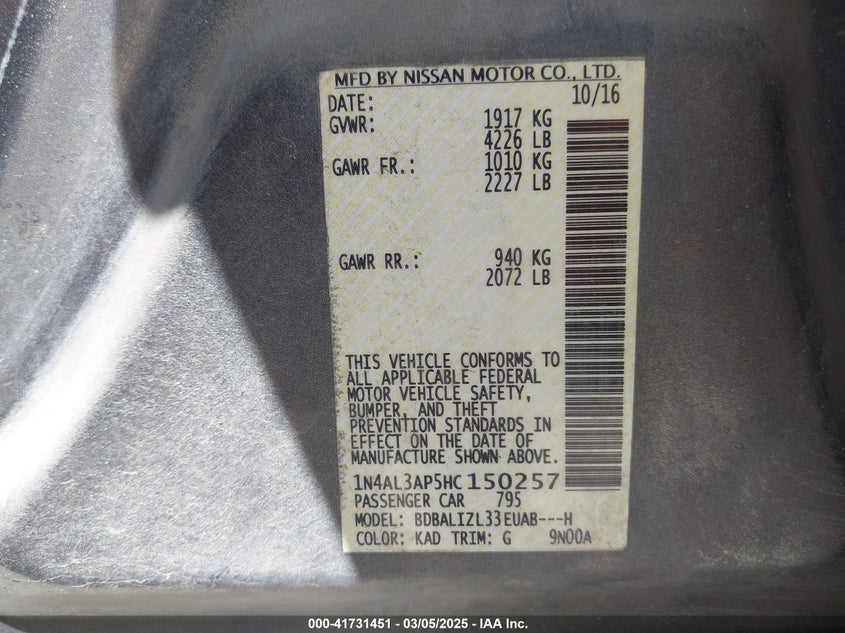 MFD BY NISSAN MOTOR CO., LTD.
DATE: 10/16
GVWR: 1917 KG
4226 LB
GAWR FR.: 1010 KG
2227 LB
GAWR RR.: 940 KG
2072 LB
THIS VEHICLE CONFORMS TO
ALL APPLICABLE FEDERAL
MOTOR VEHICLE SAFETY,
BUMPER, AND THEFT
PREVENTION STANDARDS IN
EFFECT ON THE DATE OF
MANUFACTURE SHOWN ABOVE.
1N4AL3AP5HC150257
PASSENGER CAR 795
MODEL: BDBALIZL33EUAB---H
COLOR: KAD TRIM: G 9N00A
000-41731451 - 03/05/2025 - IAA Inc.